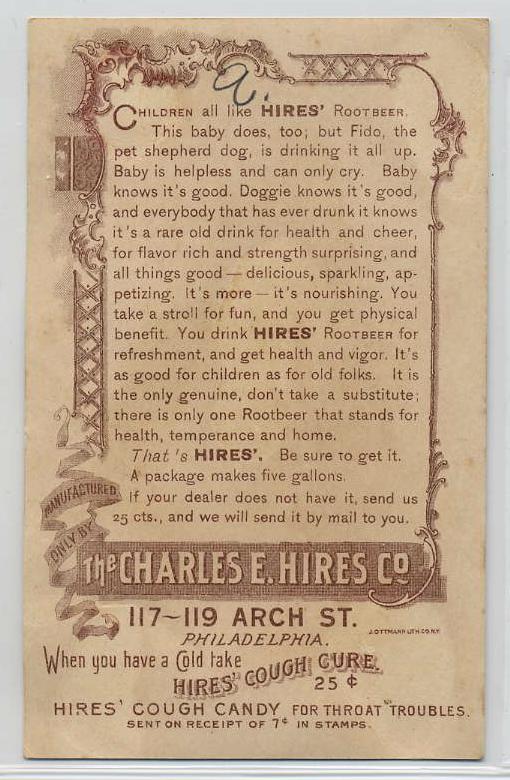 a.
CHILDREN all like HIRES' ROOTBEER.
This baby does, too; but Fido, the
pet shepherd dog, is drinking it all up.
Baby is helpless and can only cry. Baby
knows it's good. Doggie knows it's good,
and everybody that has ever drunk it knows
it's a rare old drink for health and cheer,
for flavor rich and strength surprising, and
all things good — delicious, sparkling, ap-
petizing. It's more — it's nourishing. You
take a stroll for fun, and you get physical
benefit. You drink HIRES' ROOTBEER for
refreshment, and get health and vigor. It's
as good for children as for old folks. It is
the only genuine, don't take a substitute;
there is only one Rootbeer that stands for
health, temperance and home.
That's HIRES'. Be sure to get it.
A package makes five gallons.
If your dealer does not have it, send us
25 cts., and we will send it by mail to you.
MANUFACTURED
ONLY BY
The CHARLES E. HIRES Co
117~119 ARCH ST.
PHILADELPHIA.
J.OTTMANN LITH.CO.N.Y.
When you have a Cold take
HIRES' COUGH CURE.
25 ¢
HIRES' COUGH CANDY FOR THROAT TROUBLES.
SENT ON RECEIPT OF 7¢ IN STAMPS.